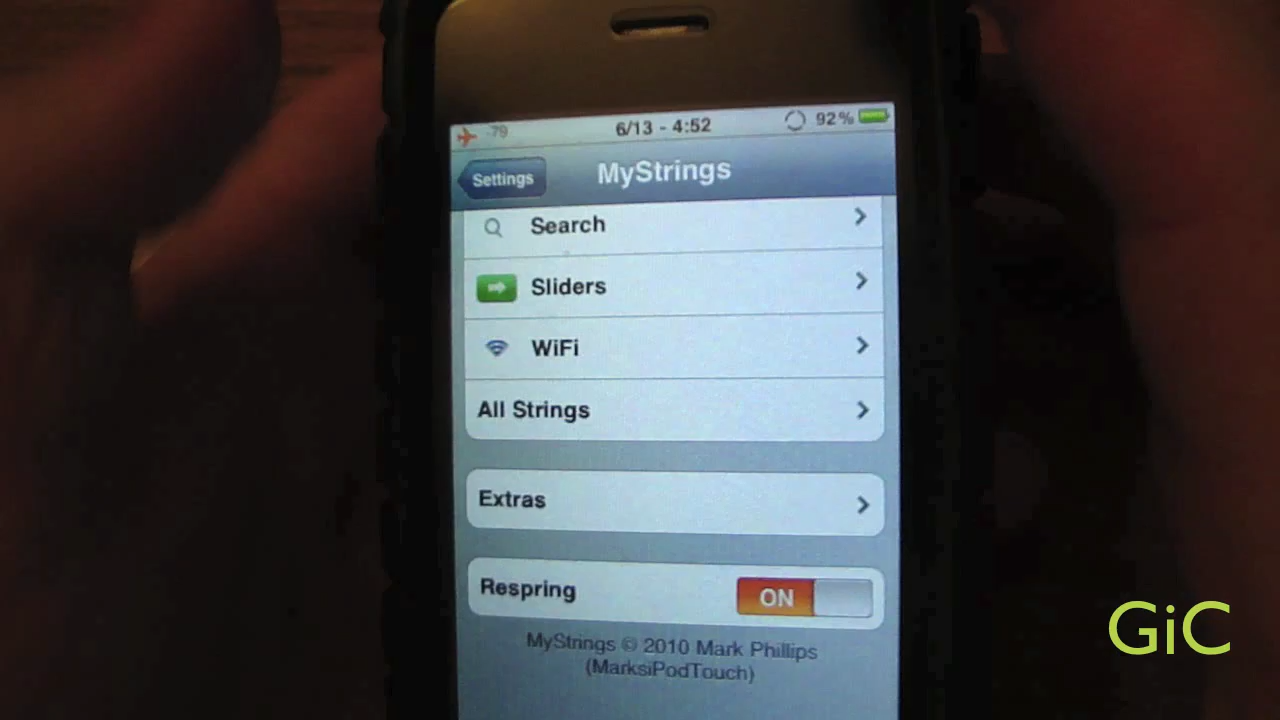 -79 6/13 - 4:52 92%
Settings MyStrings
Search
Sliders
WiFi
All Strings
Extras
Respring ON
MyStrings © 2010 Mark Phillips
(MarksiPodTouch)
GiC